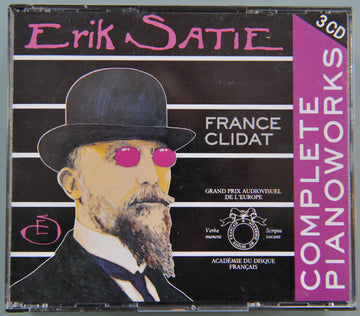 Erik SATIE
3 CD
FRANCE
CLIDAT
GRAND PRIX AUDIOVISUEL
DE L'EUROPE
Verba
manent
Scripta
vocant
ACADÉMIE DU DISQUE
FRANÇAIS
COMPLETE
PIANOWORKS